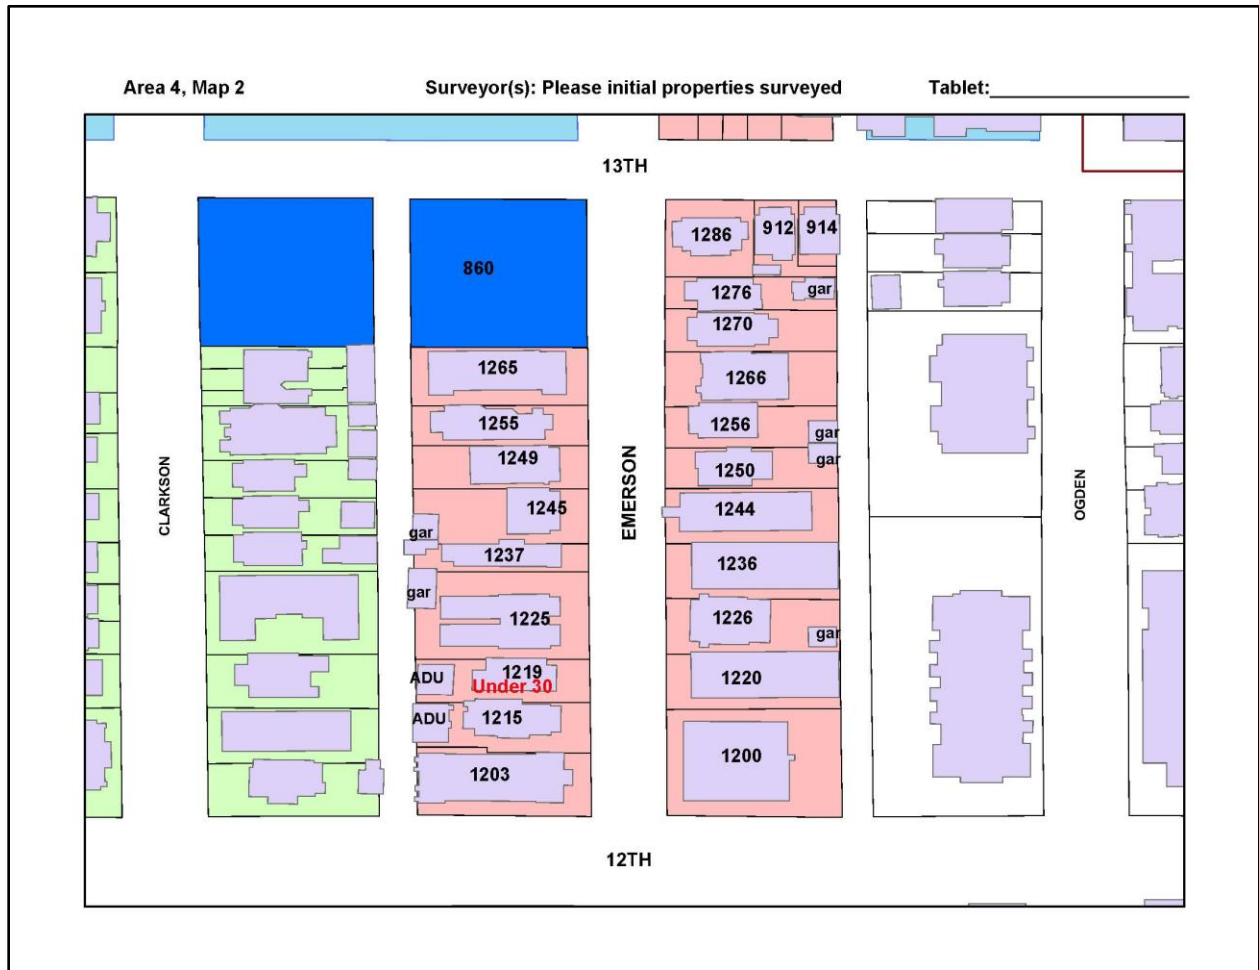 Area 4, Map 2
Surveyor(s): Please initial properties surveyed
Tablet:
13TH
1286
912
914
860
1276
gar
1270
1265
1266
1255
1256
gar
1249
1250
gar
CLARKSON
EMERSON
OGDEN
1245
1244
gar
1237
1236
gar
1225
1226
gar
ADU
1219
Under 30
1220
ADU
1215
1203
1200
12TH